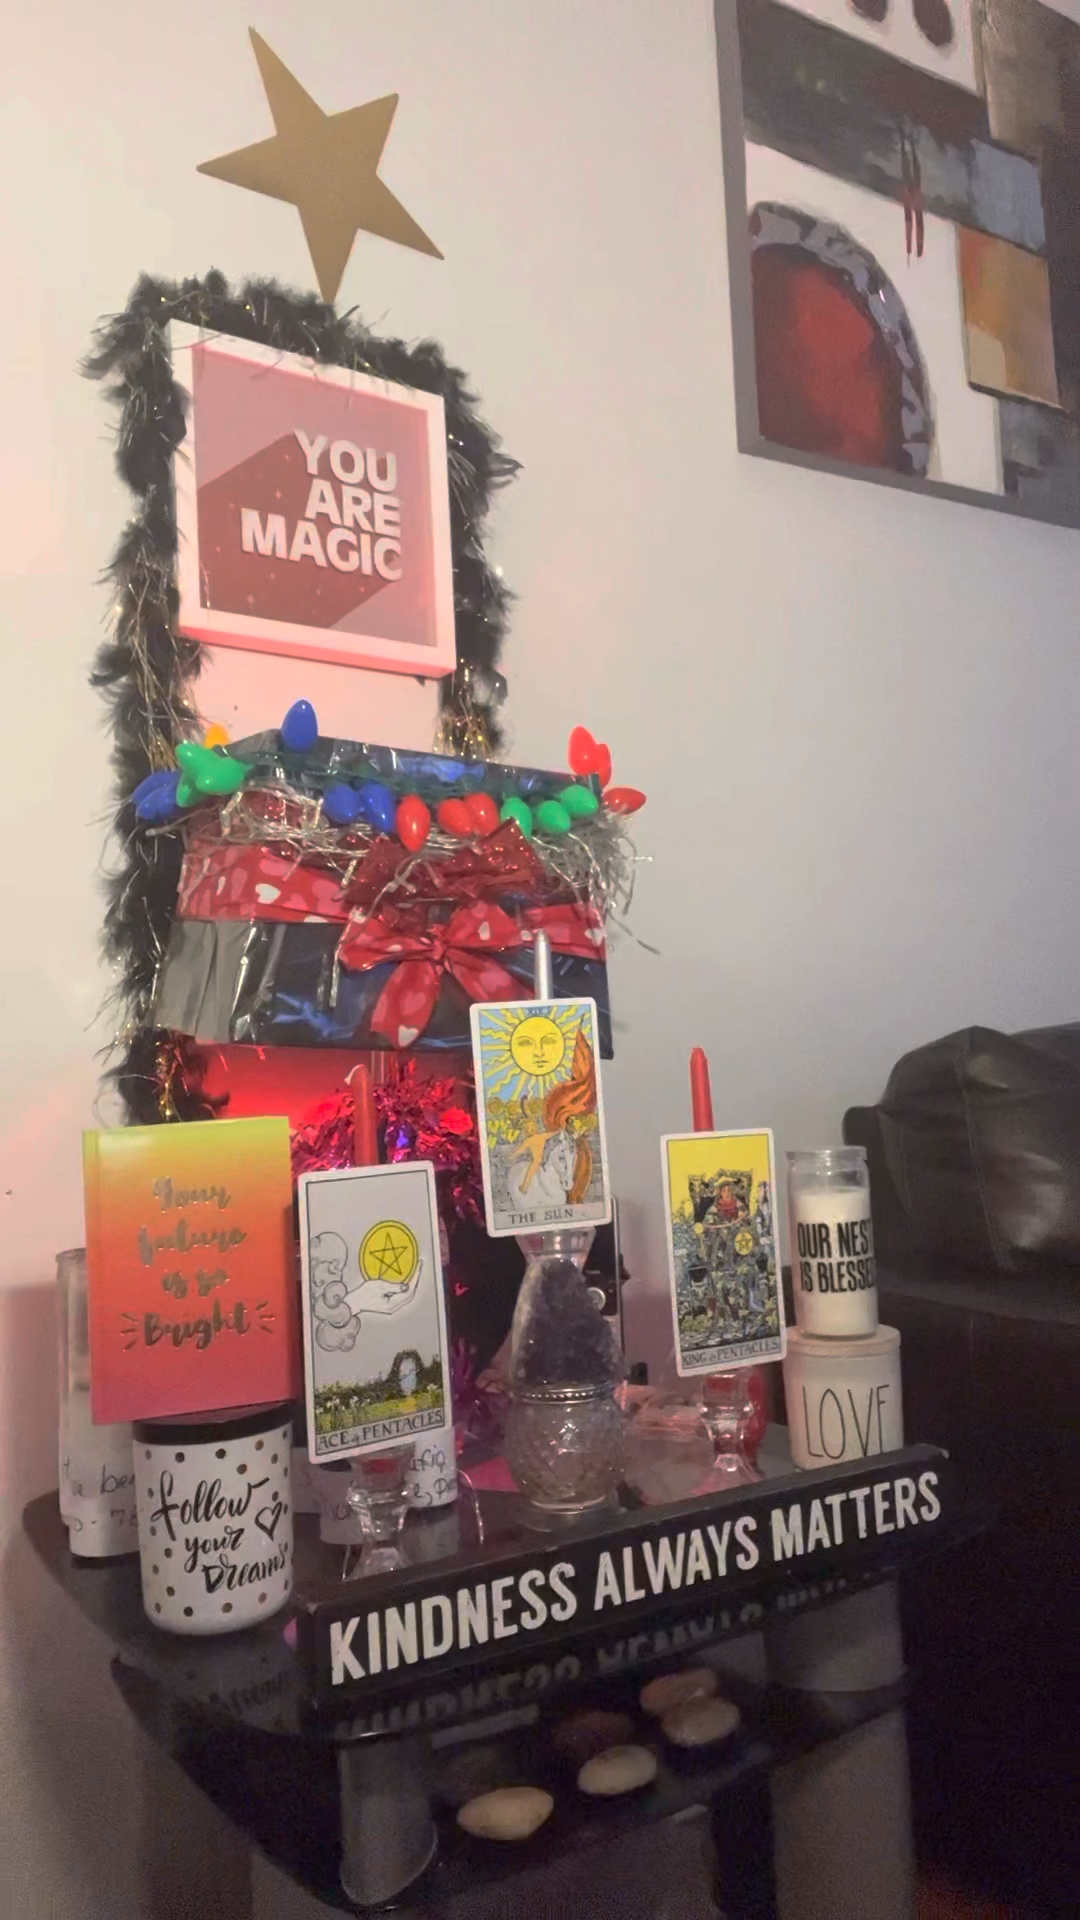 YOU
ARE
MAGIC
THE SUN
Your
future
is so
Bright
ACE of PENTACLES
KING of PENTACLES
OUR NEST
IS BLESSE
LOVE
follow
your
Dreams
KINDNESS ALWAYS MATTERS